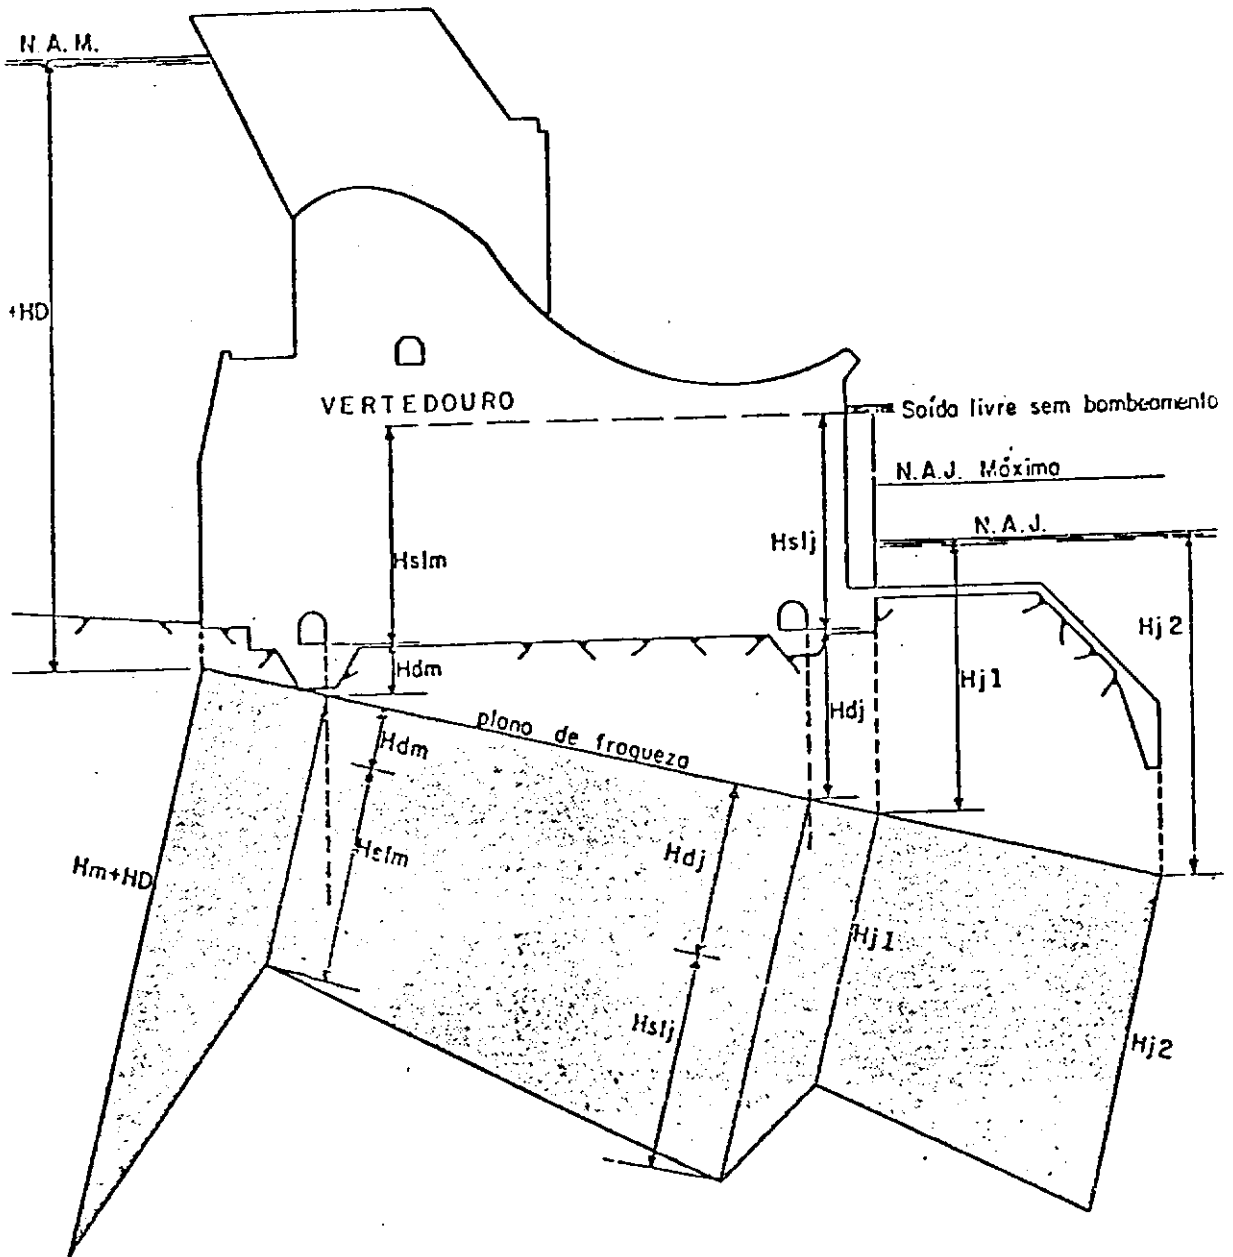 N.A.M.
+HD
VERTEDOURO
Saída livre sem bombeamento
N.A.J. Máximo
N.A.J.
Hslm
Hslj
Hj2
Hj1
Hdm
Hdj
plano de fraqueza
Hdm
Hslm
Hdj
Hm+HD
Hj1
Hslj
Hj2